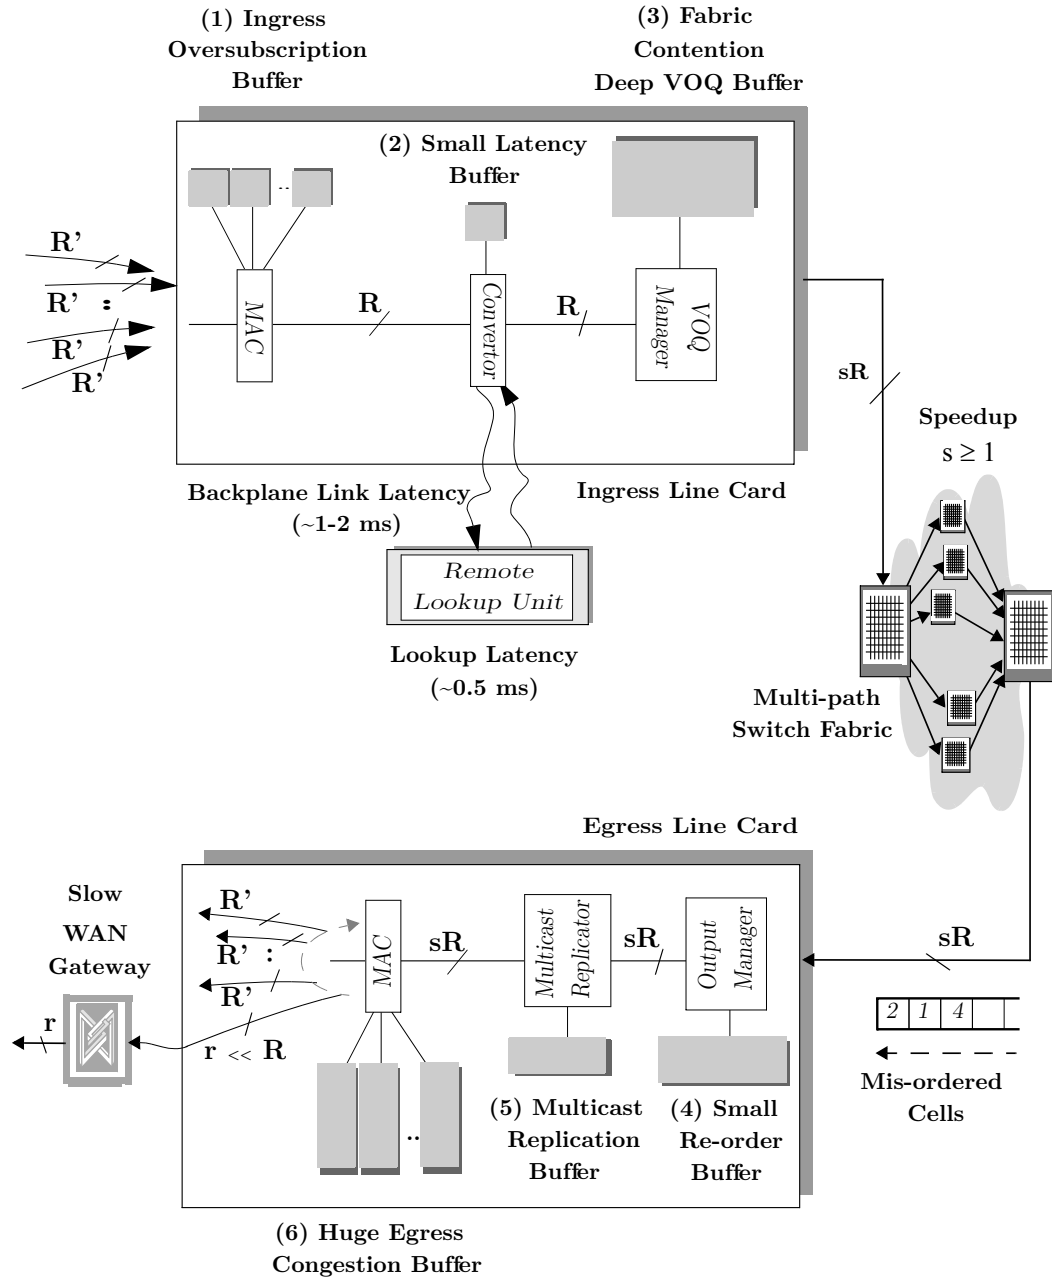 (1) Ingress
Oversubscription
Buffer
(3) Fabric
Contention
Deep VOQ Buffer
(2) Small Latency
Buffer
..
R'
R'
:
R'
R'
MAC
R
Convertor
R
VOQ
Manager
sR
Speedup
s ≥ 1
Backplane Link Latency
(~1-2 ms)
Ingress Line Card
Remote
Lookup Unit
Lookup Latency
(~0.5 ms)
Multi-path
Switch Fabric
Egress Line Card
Slow
WAN
Gateway
r
R'
R' :
R'
r << R
MAC
sR
Multicast
Replicator
sR
Output
Manager
sR
2 1 4
Mis-ordered
Cells
..
(5) Multicast
Replication
Buffer
(4) Small
Re-order
Buffer
(6) Huge Egress
Congestion Buffer